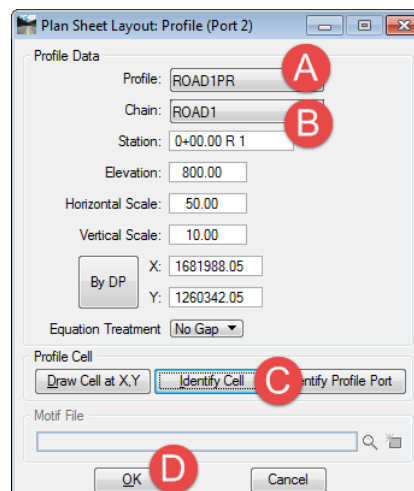 Plan Sheet Layout: Profile (Port 2)
Profile Data
Profile: ROAD1PR A
Chain: ROAD1 B
Station: 0+00.00 R 1
Elevation: 800.00
Horizontal Scale: 50.00
Vertical Scale: 10.00
By DP X: 1681988.05
Y: 1260342.05
Equation Treatment No Gap
Profile Cell
Draw Cell at X,Y Identify Cell C entify Profile Port
Motif File
OK D Cancel